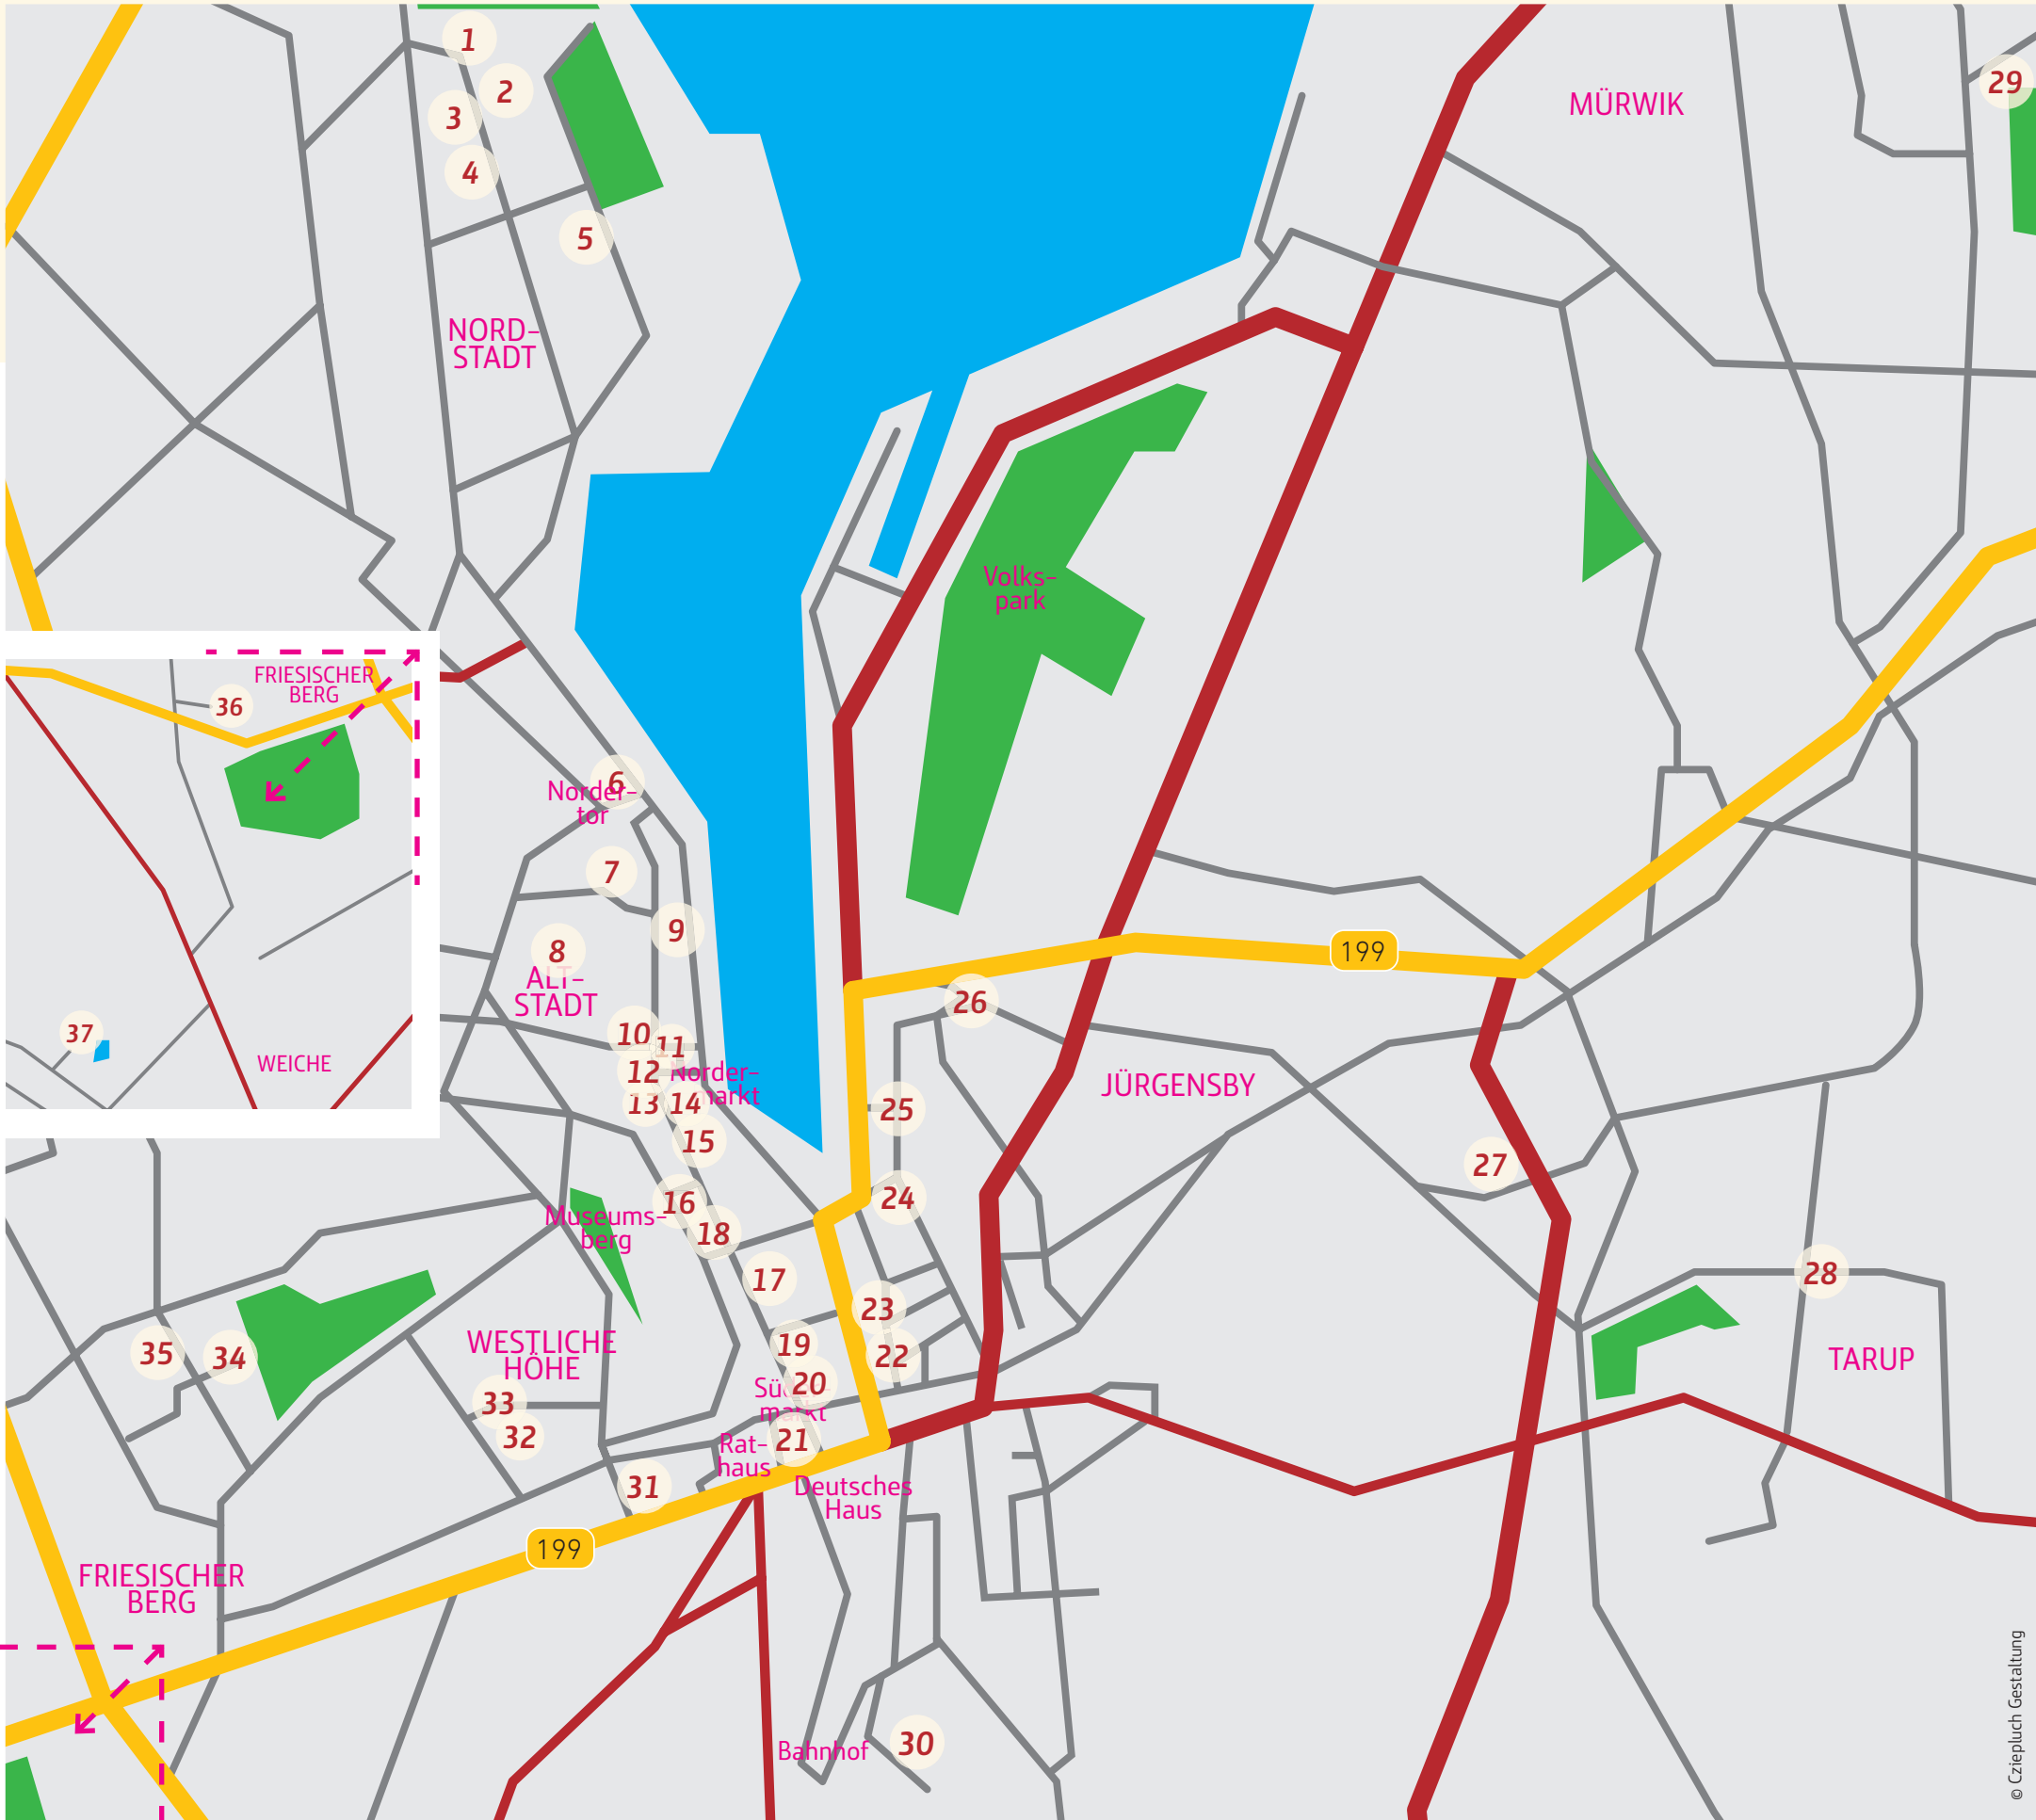 1
2
3
4
5
MÜRWIK
29
NORD-
STADT
Volks-
park
FRIESISCHER
BERG
36
37
WEICHE
6
Norder-
tor
7
9
8
ALT-
STADT
199
26
10
11
12
Norder-
markt
13
14
15
25
JÜRGENSBY
27
16
24
Museums-
berg
18
17
28
23
35
34
WESTLICHE
HÖHE
19
22
TARUP
20
33
32
21
Rat-
haus
31
Deutsches
Haus
199
FRIESISCHER
BERG
30
Bahnhof
© Cziepluch Gestaltung